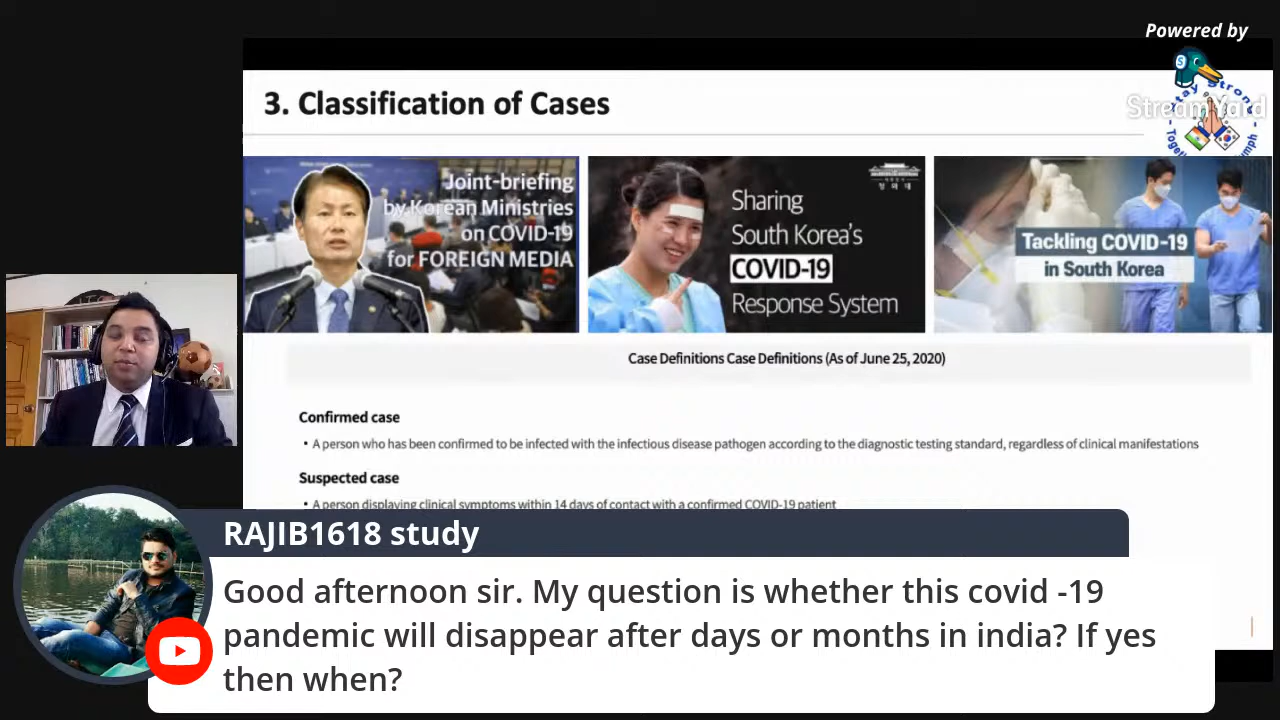 Powered by
StreamYard
S
Stay Strong
3. Classification of Cases
Joint-briefing
by Korean Ministries
on COVID-19
for FOREIGN MEDIA
청와대
Sharing
South Korea's
COVID-19
Response System
Tackling COVID-19
in South Korea
Case Definitions Case Definitions (As of June 25, 2020)
Confirmed case
• A person who has been confirmed to be infected with the infectious disease pathogen according to the diagnostic testing standard, regardless of clinical manifestations
Suspected case
• A person displaying clinical symptoms within 14 days of contact with a confirmed COVID-19 patient
RAJIB1618 study
Good afternoon sir. My question is whether this covid -19
pandemic will disappear after days or months in india? If yes
then when?